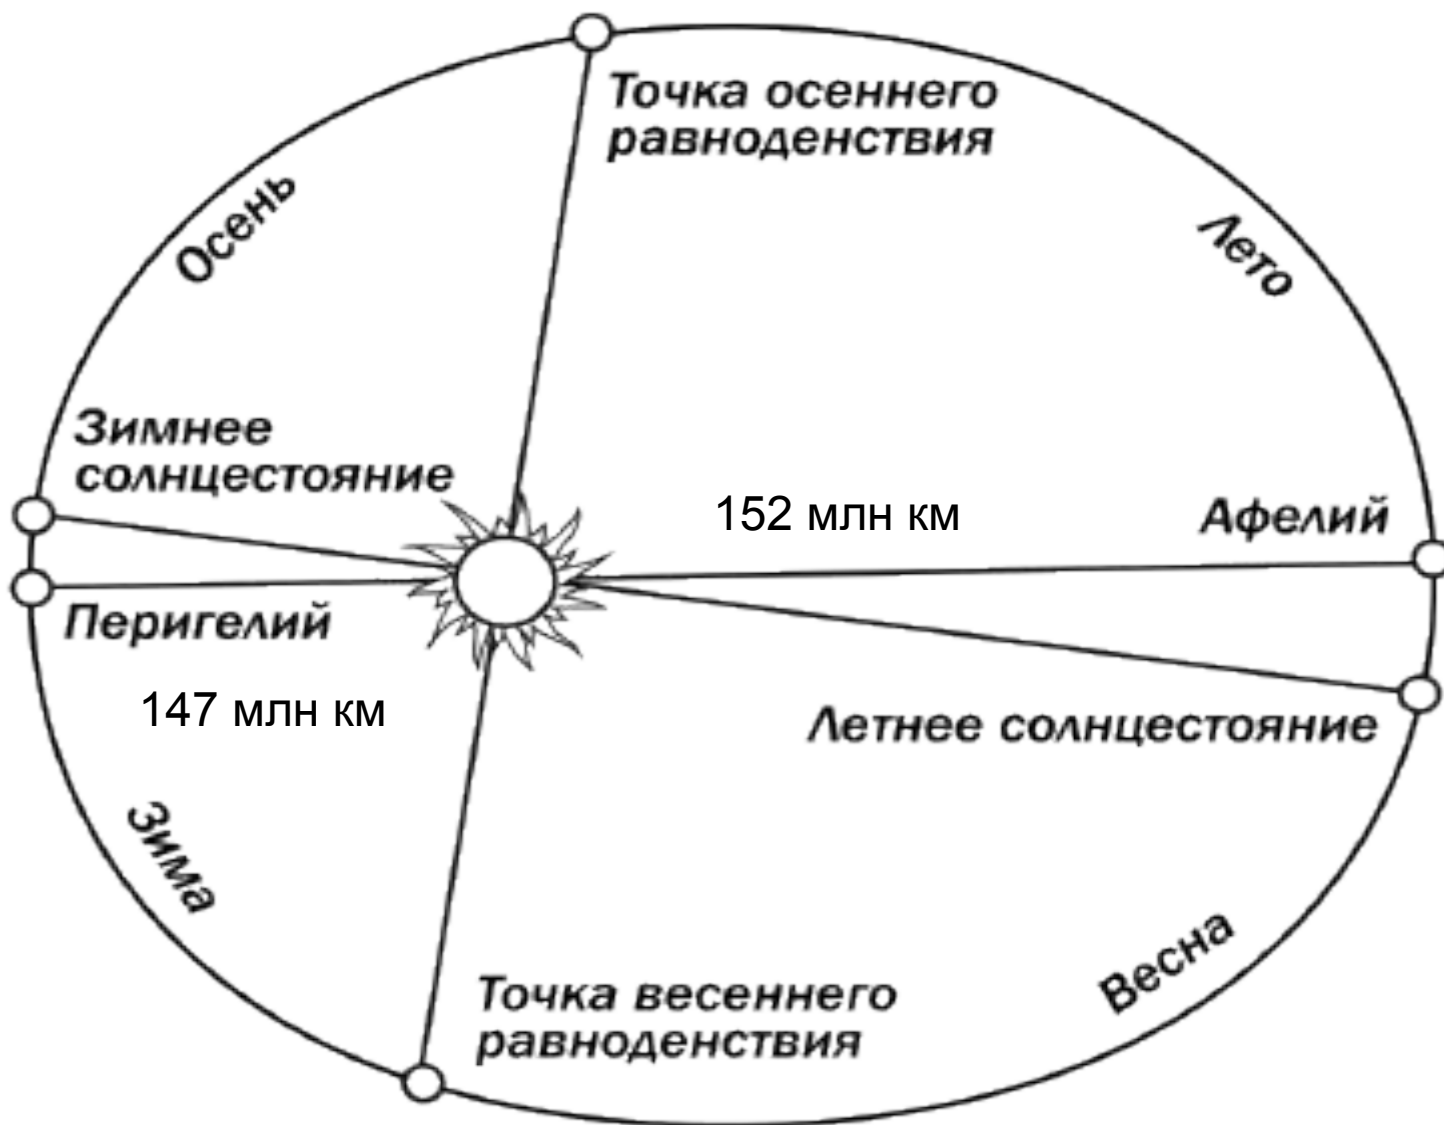 Точка осеннего
равноденствия
Осень
Лето
Зимнее
солнцестояние
152 млн км
Афелий
Перигелий
147 млн км
Летнее солнцестояние
Зима
Весна
Точка весеннего
равноденствия